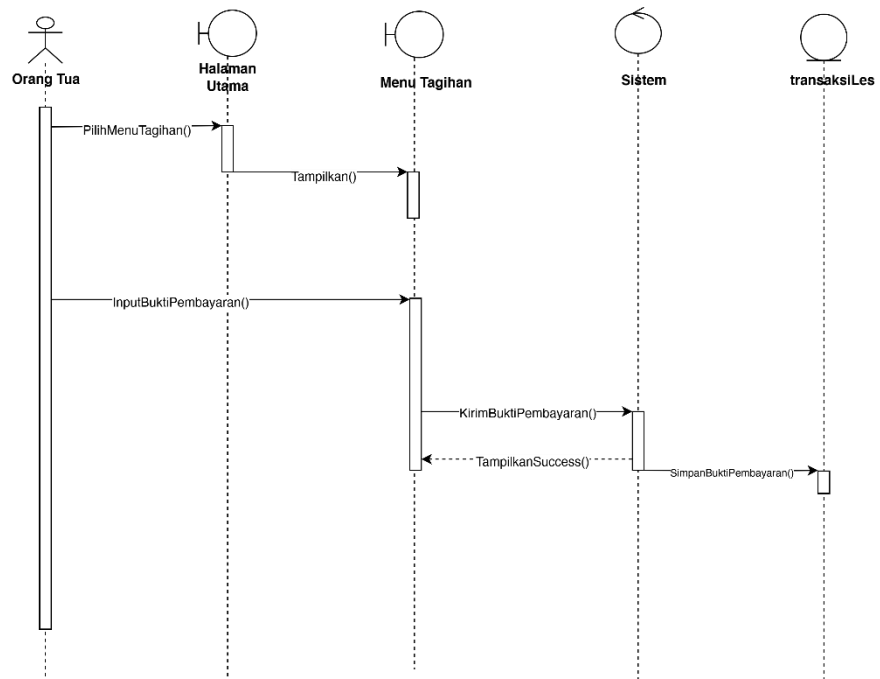 Orang Tua
Halaman
Utama
Menu Tagihan
Sistem
transaksiLes
PilihMenuTagihan()
Tampilkan()
InputBuktiPembayaran()
KirimBuktiPembayaran()
TampilkanSuccess()
SimpanBuktiPembayaran()